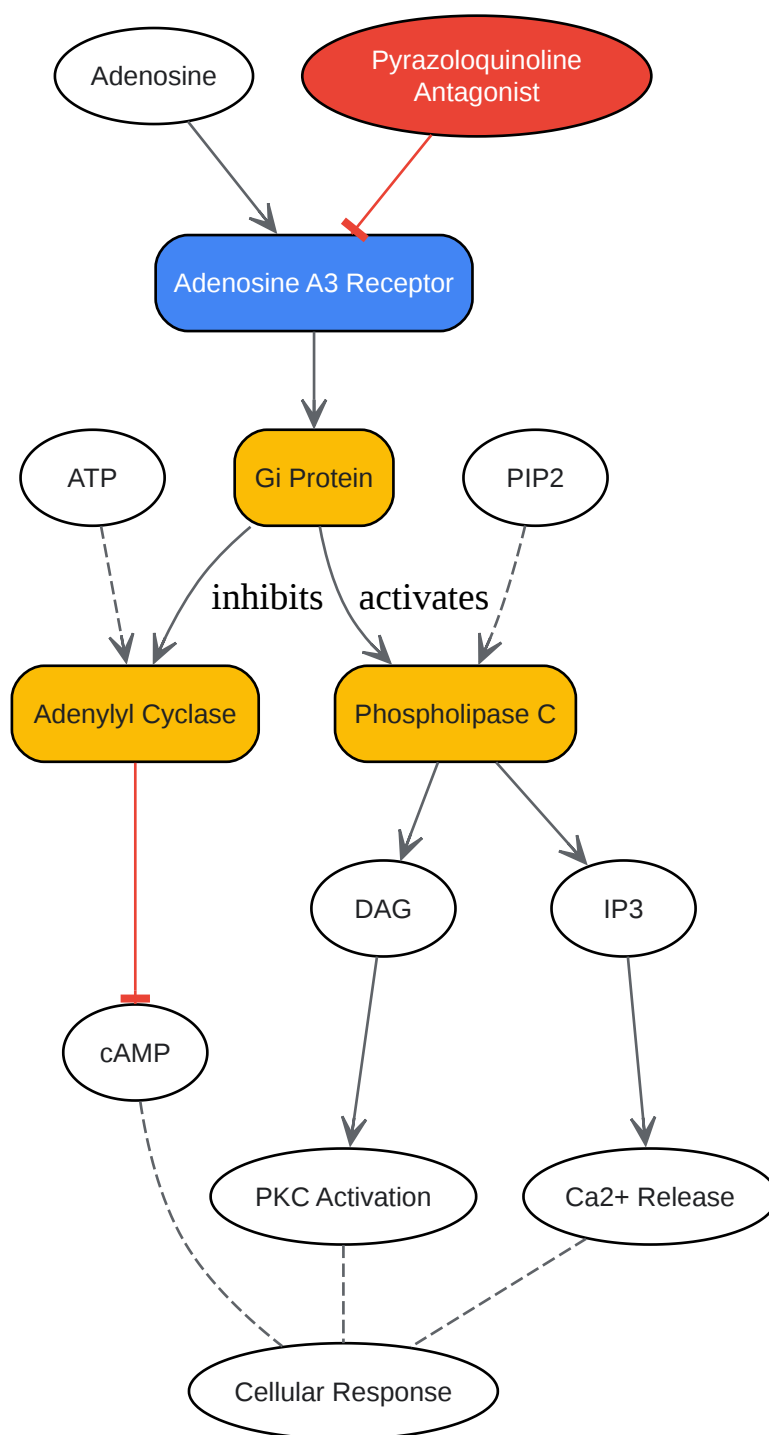 Adenosine
Pyrazoloquinoline
Antagonist
Adenosine A3 Receptor
ATP
Gi Protein
PIP2
inhibits
activates
Adenylyl Cyclase
Phospholipase C
DAG
IP3
cAMP
PKC Activation
Ca2+ Release
Cellular Response